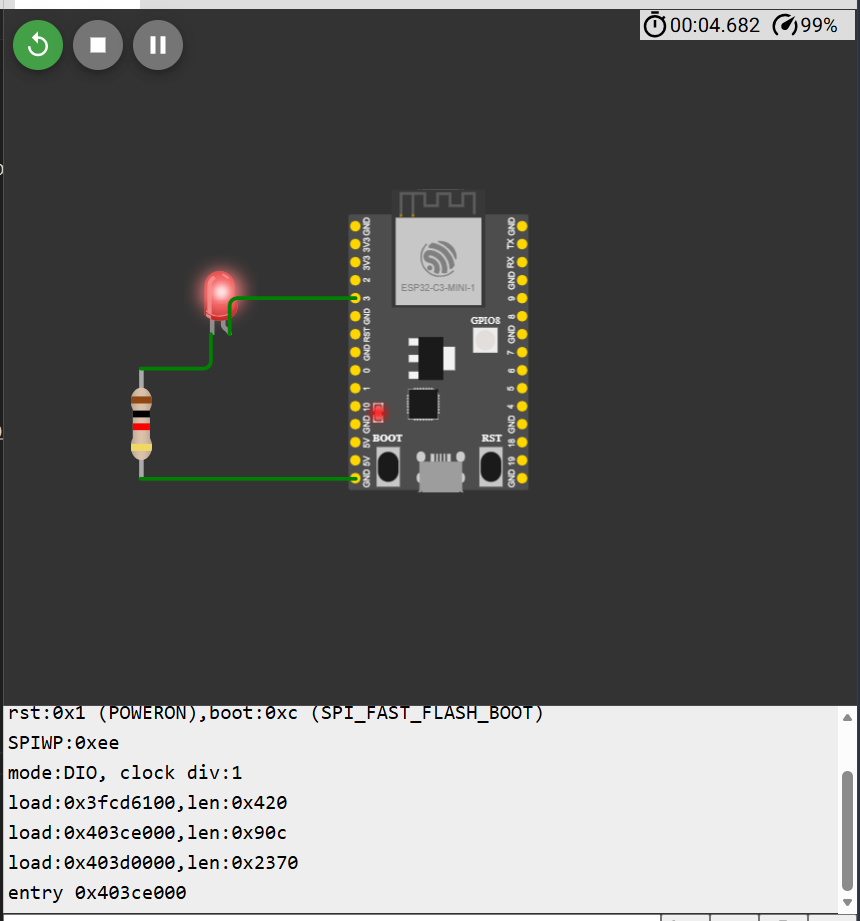 00:04.682 99%
GND
3V3
3V3
2
3
GND
RST
GND
0
1
10
GND
5V
5V
GND
ESP32-C3-MINI-1
GPIO8
BOOT
RST
GND
TX
RX
GND
9
8
GND
7
6
5
4
GND
18
19
GND
rst:0x1 (POWERON),boot:0xc (SPI_FAST_FLASH_BOOT)
SPIWP:0xee
mode:DIO, clock div:1
load:0x3fcd6100,len:0x420
load:0x403ce000,len:0x90c
load:0x403d0000,len:0x2370
entry 0x403ce000